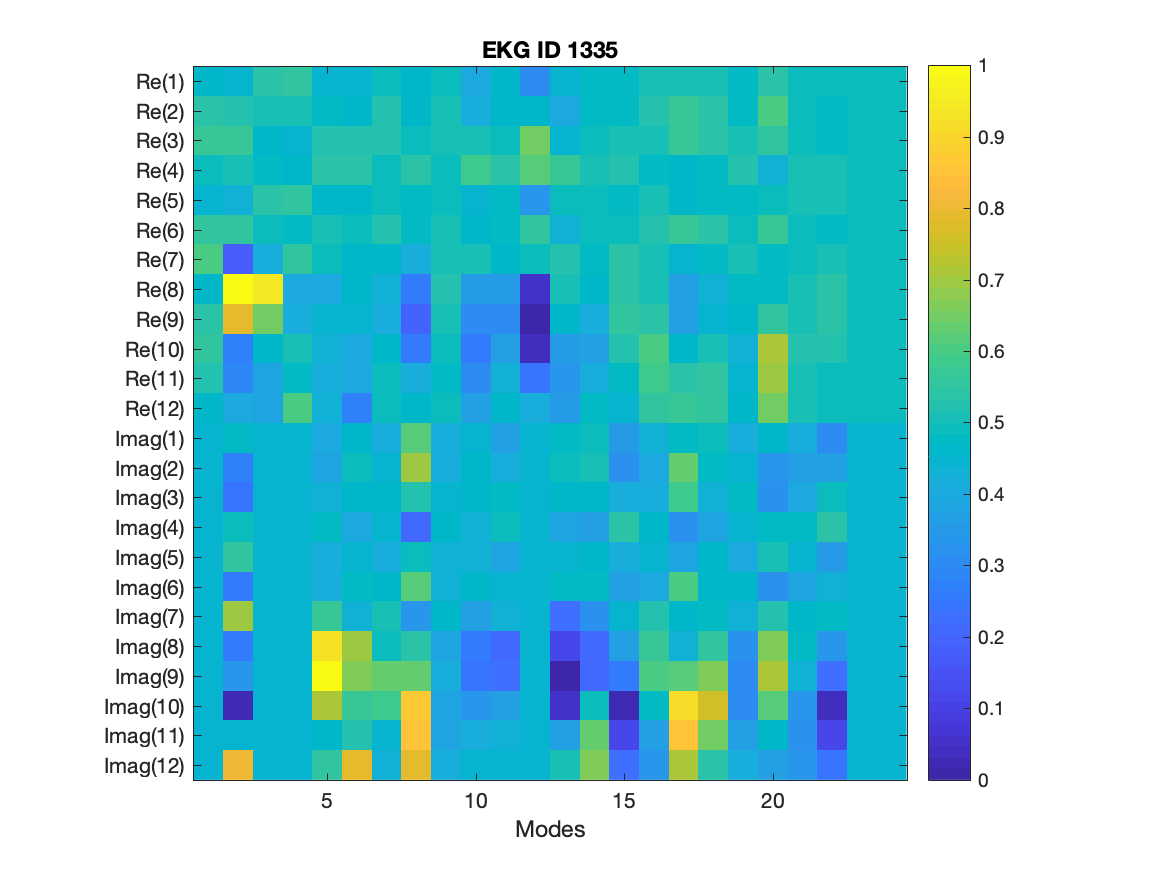 EKG ID 1335
Re(1)
Re(2)
Re(3)
Re(4)
Re(5)
Re(6)
Re(7)
Re(8)
Re(9)
Re(10)
Re(11)
Re(12)
Imag(1)
Imag(2)
Imag(3)
Imag(4)
Imag(5)
Imag(6)
Imag(7)
Imag(8)
Imag(9)
Imag(10)
Imag(11)
Imag(12)
5 10 15 20
Modes
1
0.9
0.8
0.7
0.6
0.5
0.4
0.3
0.2
0.1
0